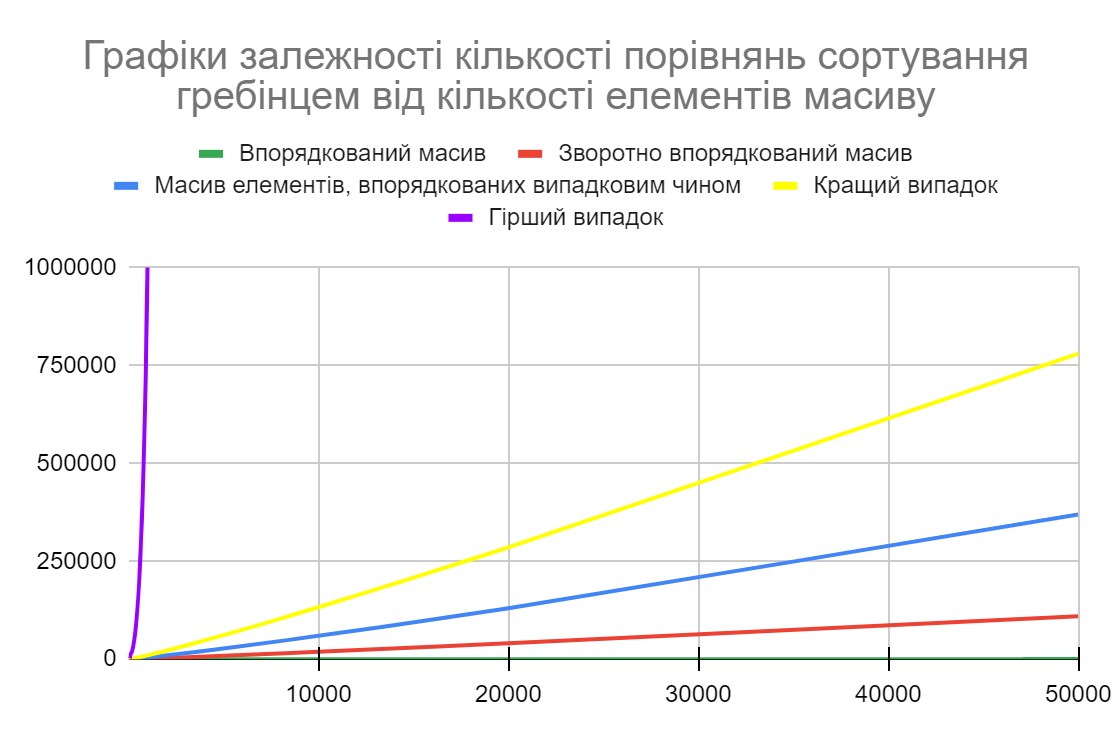 Графіки залежності кількості порівнянь сортування
гребінцем від кількості елементів масиву
Впорядкований масив Зворотно впорядкований масив
Масив елементів, впорядкованих випадковим чином Кращий випадок
Гірший випадок
1000000
750000
500000
250000
0
10000 20000 30000 40000 50000